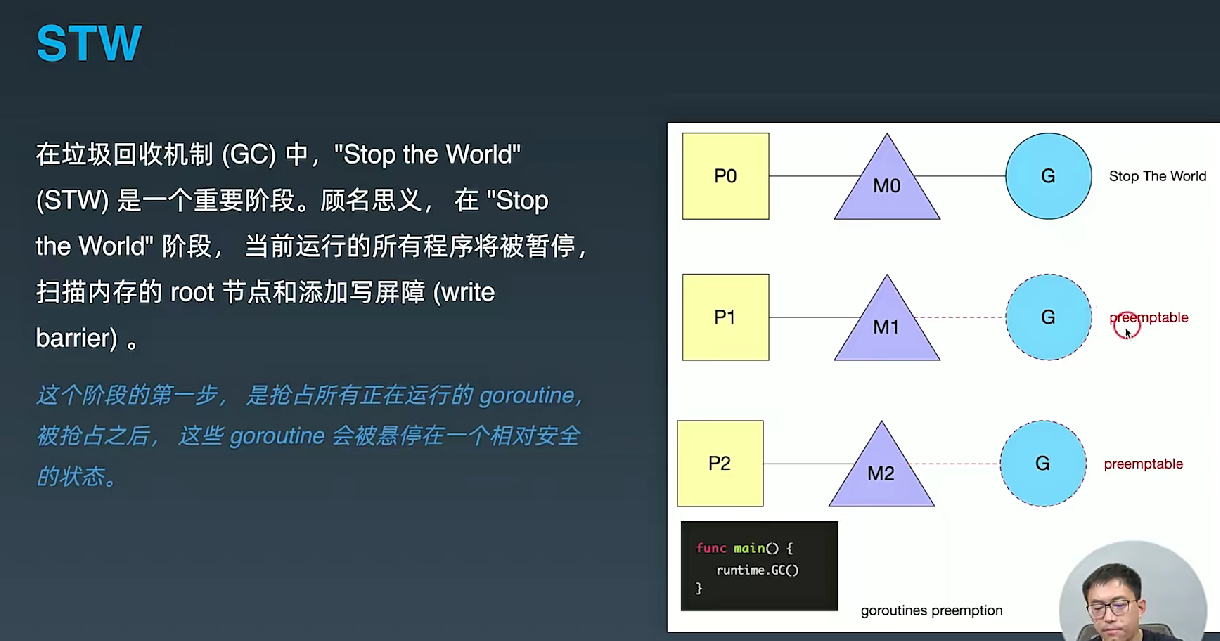 STW
在垃圾回收机制 (GC) 中，"Stop the World"
(STW) 是一个重要阶段。顾名思义， 在 "Stop
the World" 阶段， 当前运行的所有程序将被暂停，
扫描内存的 root 节点和添加写屏障 (write
barrier) 。
这个阶段的第一步， 是抢占所有正在运行的 goroutine，
被抢占之后， 这些 goroutine 会被悬停在一个相对安全
的状态。
P0 M0 G Stop The World
P1 M1 G preemptable
P2 M2 G preemptable
func main() {
runtime.GC()
}
goroutines preemption